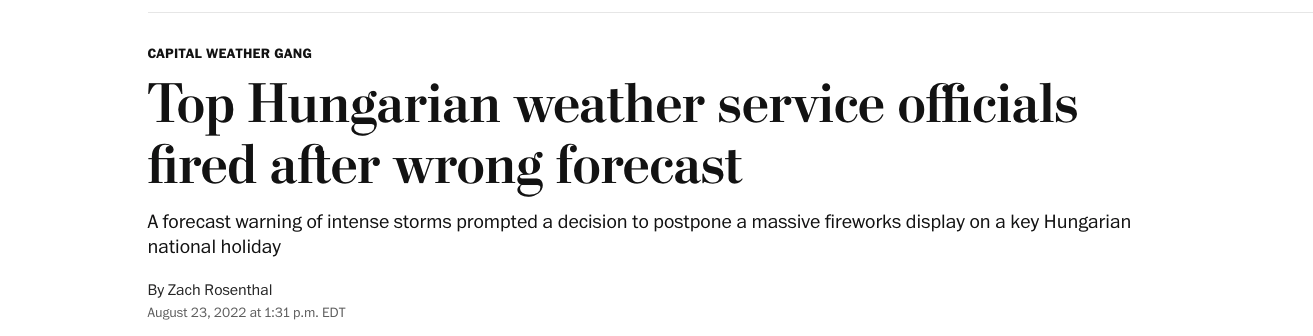 CAPITAL WEATHER GANG
Top Hungarian weather service officials
fired after wrong forecast
A forecast warning of intense storms prompted a decision to postpone a massive fireworks display on a key Hungarian
national holiday
By Zach Rosenthal
August 23, 2022 at 1:31 p.m. EDT